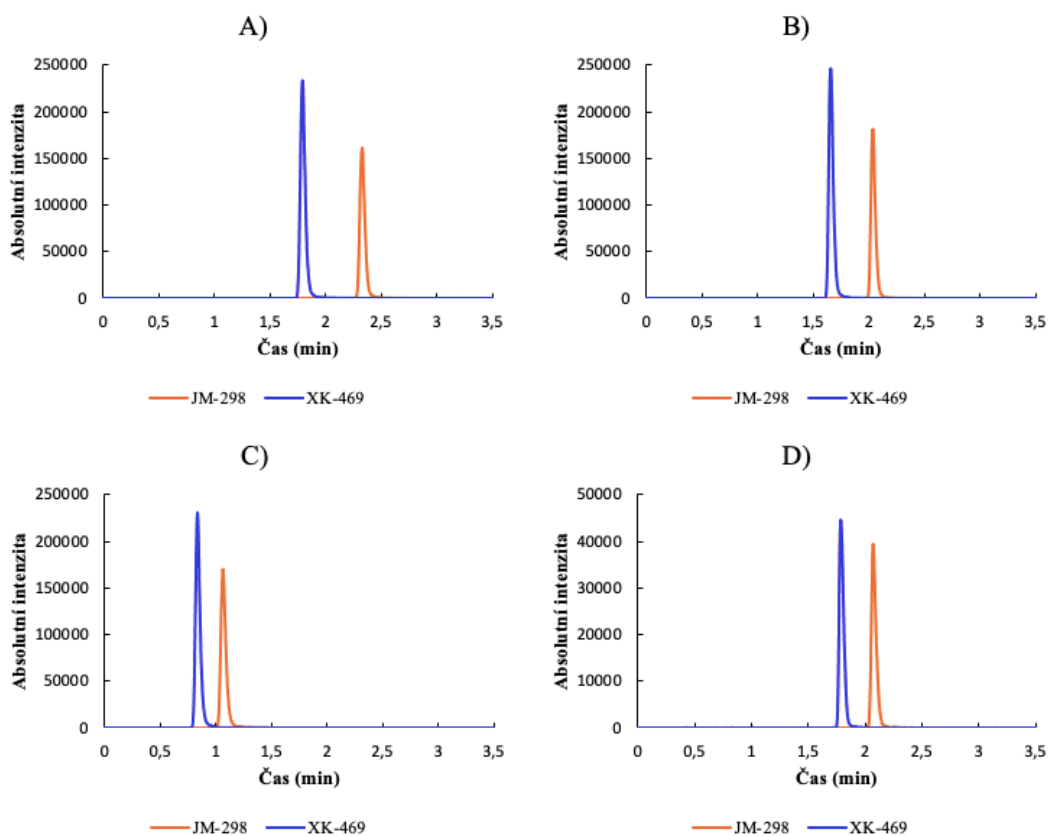 A)
250000
200000
150000
100000
50000
0
Absolutní intenzita
0 0,5 1 1,5 2 2,5 3 3,5
Čas (min)
JM-298 XK-469
B)
250000
200000
150000
100000
50000
0
Absolutní intenzita
0 0,5 1 1,5 2 2,5 3 3,5
Čas (min)
JM-298 XK-469
C)
250000
200000
150000
100000
50000
0
Absolutní intenzita
0 0,5 1 1,5 2 2,5 3 3,5
Čas (min)
JM-298 XK-469
D)
50000
40000
30000
20000
10000
0
Absolutní intenzita
0 0,5 1 1,5 2 2,5 3 3,5
Čas (min)
JM-298 XK-469